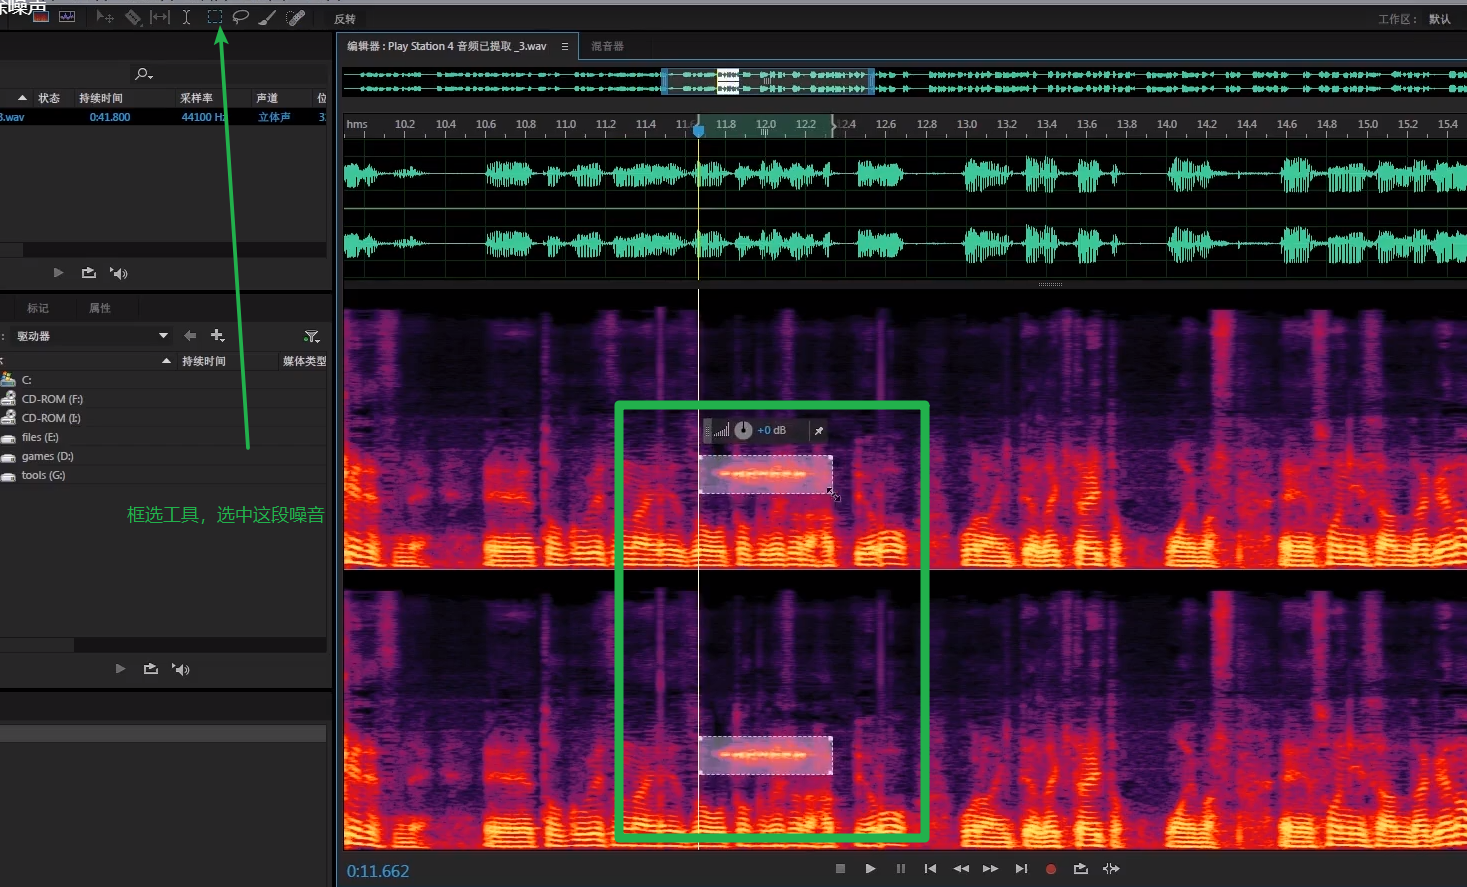 除噪声
反转
工作区：
默认
编辑器：Play Station 4 音频已提取 _3.wav
混音器
状态
持续时间
采样率
声道
位
3.wav
0:41.800
44100 Hz
立体声
hms
10.2
10.4
10.6
10.8
11.0
11.2
11.4
11.6
11.8
12.0
12.2
12.4
12.6
12.8
13.0
13.2
13.4
13.6
13.8
14.0
14.2
14.4
14.6
14.8
15.0
15.2
15.4
标记
属性
驱动器
持续时间
媒体类型
C:
CD-ROM (F:)
CD-ROM (I:)
files (E:)
games (D:)
tools (G:)
框选工具，选中这段噪音
+0 dB
0:11.662